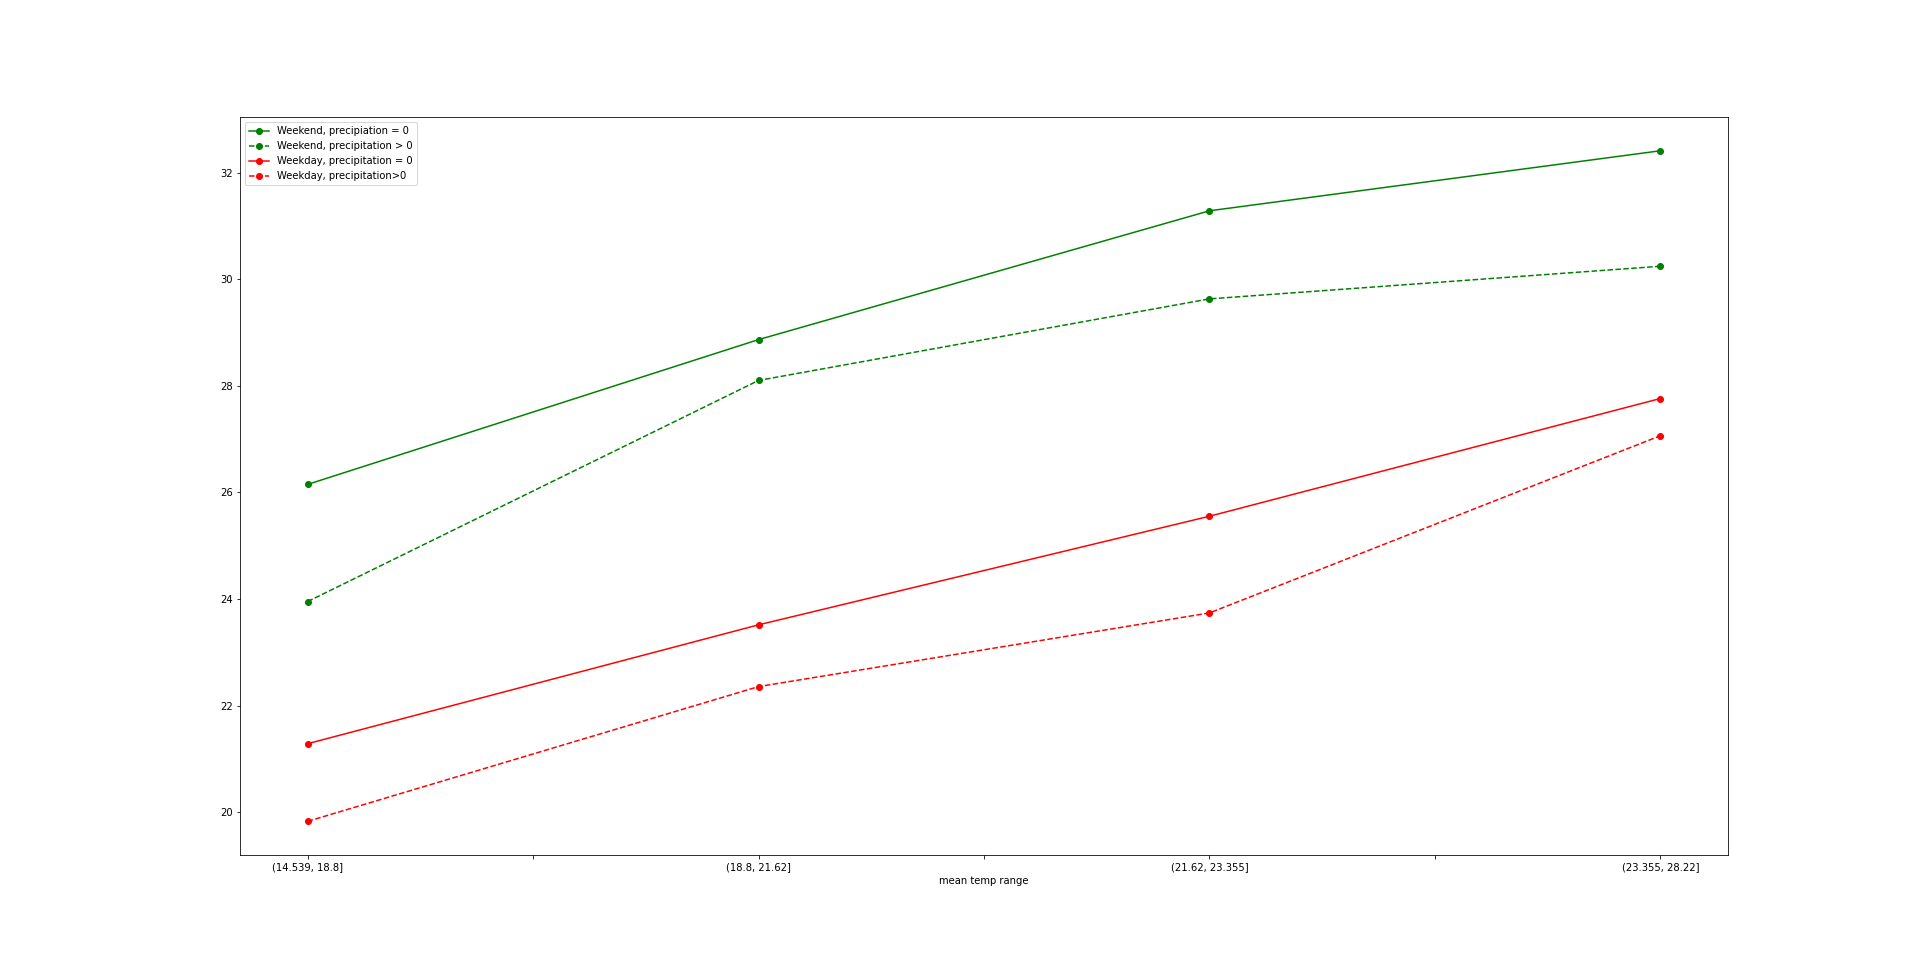 Weekend, precipiation = 0
Weekend, precipitation > 0
Weekday, precipitation = 0
Weekday, precipitation>0
32
30
28
26
24
22
20
(14.539, 18.8]
(18.8, 21.62]
(21.62, 23.355]
(23.355, 28.22]
mean temp range